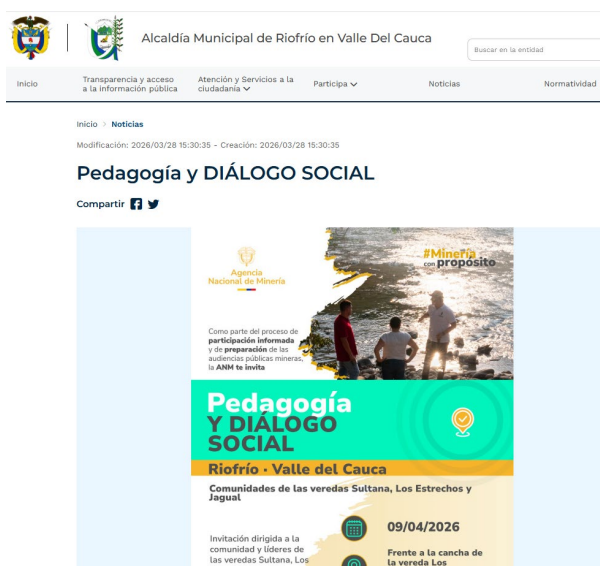 Alcaldía Municipal de Riofrío en Valle Del Cauca
Buscar en la entidad
Inicio
Transparencia y acceso
a la información pública
Atención y Servicios a la
ciudadanía
Participa
Noticias
Normatividad
Inicio > Noticias
Modificación: 2026/03/28 15:30:35 - Creación: 2026/03/28 15:30:35
Pedagogía y DIÁLOGO SOCIAL
Compartir
Agencia
Nacional de Minería
#Minería
con propósito
Como parte del proceso de
participación informada
y de preparación de las
audiencias públicas mineras,
la ANM te invita
Pedagogía
Y DIÁLOGO
SOCIAL
Riofrío · Valle del Cauca
Comunidades de las veredas Sultana, Los Estrechos y
Jagual
Invitación dirigida a la
comunidad y líderes de
las veredas Sultana, Los
09/04/2026
Frente a la cancha de
la vereda Los